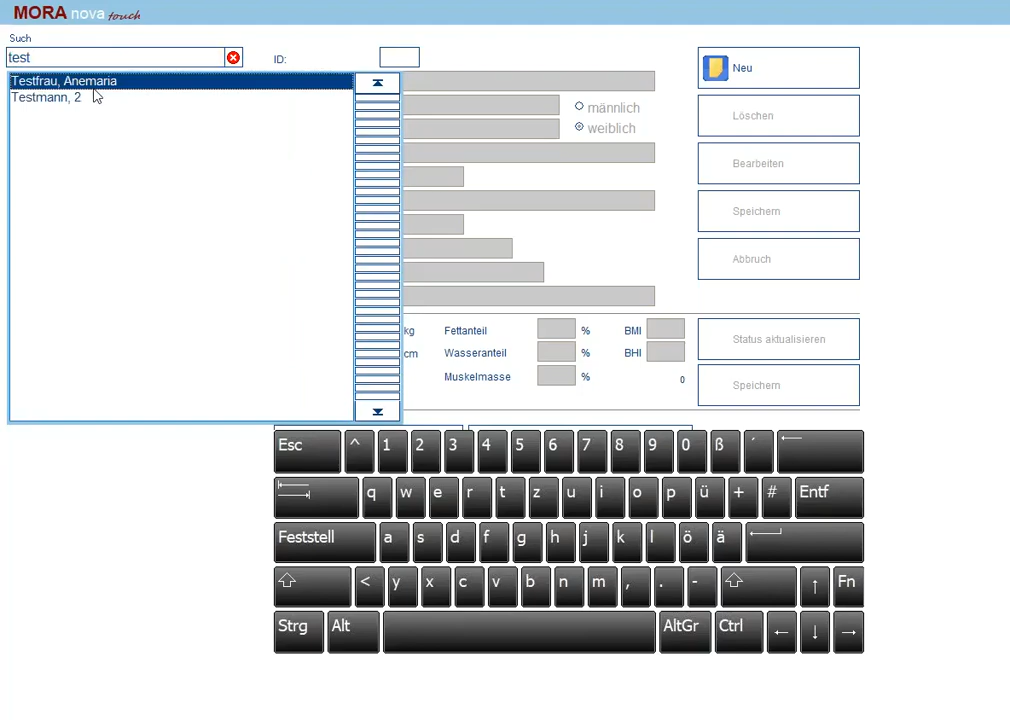 MORA nova touch
Such
test
ID:
Testfrau, Anemaria
Testmann, 2
männlich
weiblich
Neu
Löschen
Bearbeiten
Speichern
Abbruch
kg Fettanteil % BMI
cm Wasseranteil % BHI
Muskelmasse % 0
Status aktualisieren
Speichern
Esc ^ 1 2 3 4 5 6 7 8 9 0 ß ´
q w e r t z u i o p ü + # Entf
Feststell a s d f g h j k l ö ä
< y x c v b n m , . - Fn
Strg Alt AltGr Ctrl